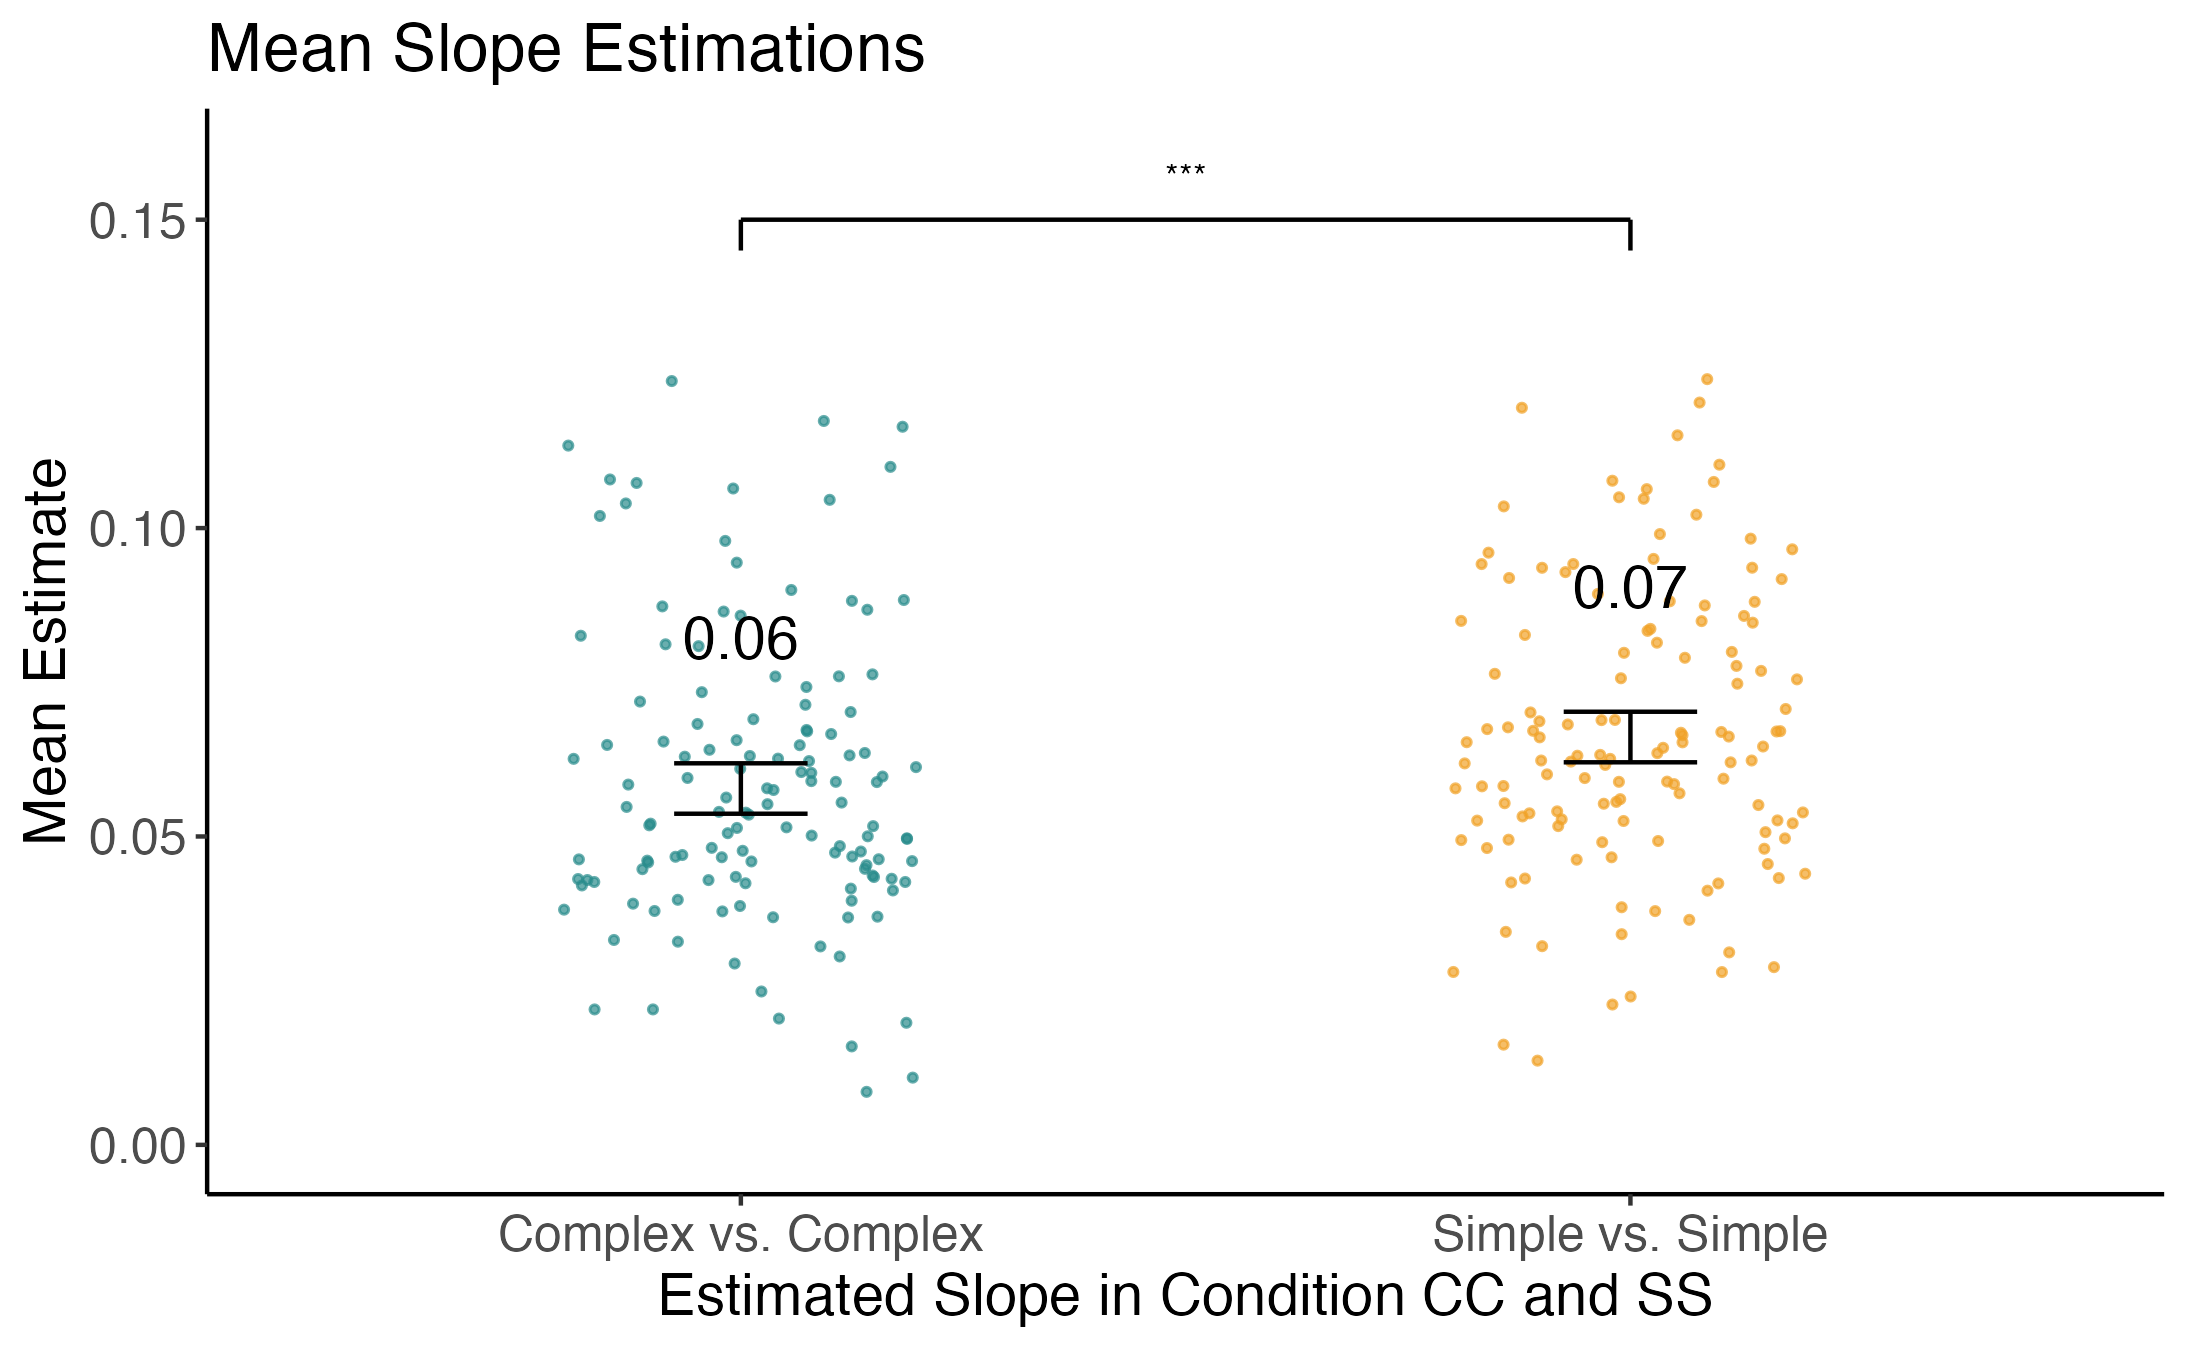 Mean Slope Estimations
***
0.15
0.10
0.05
0.00
Mean Estimate
0.06
0.07
Complex vs. Complex
Simple vs. Simple
Estimated Slope in Condition CC and SS